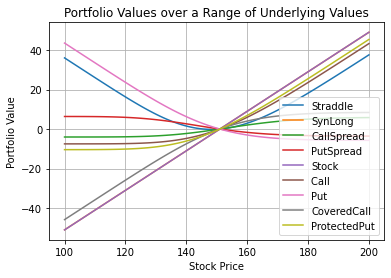 Portfolio Values over a Range of Underlying Values
Portfolio Value
40
20
0
−20
−40
100
120
140
160
180
200
Stock Price
Straddle
SynLong
CallSpread
PutSpread
Stock
Call
Put
CoveredCall
ProtectedPut